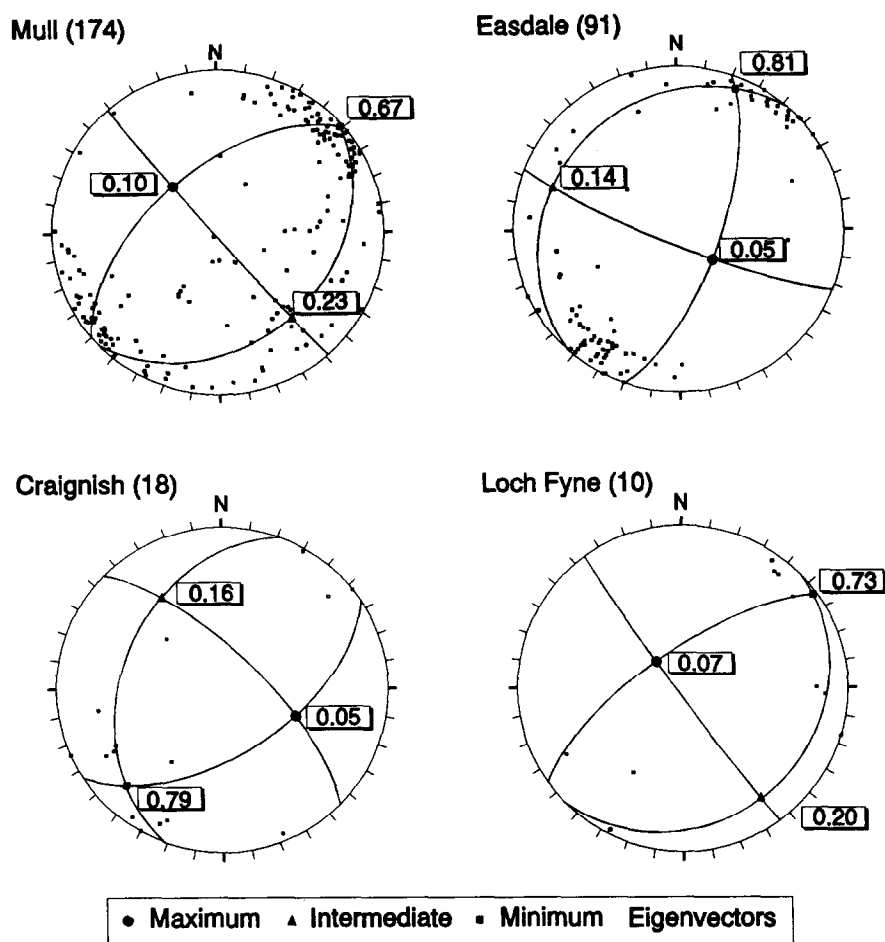 Mull (174)
N
0.67
0.10
0.23
Easdale (91)
N
0.81
0.14
0.05
Craignish (18)
N
0.16
0.05
0.79
Loch Fyne (10)
N
0.73
0.07
0.20
Maximum Intermediate Minimum Eigenvectors